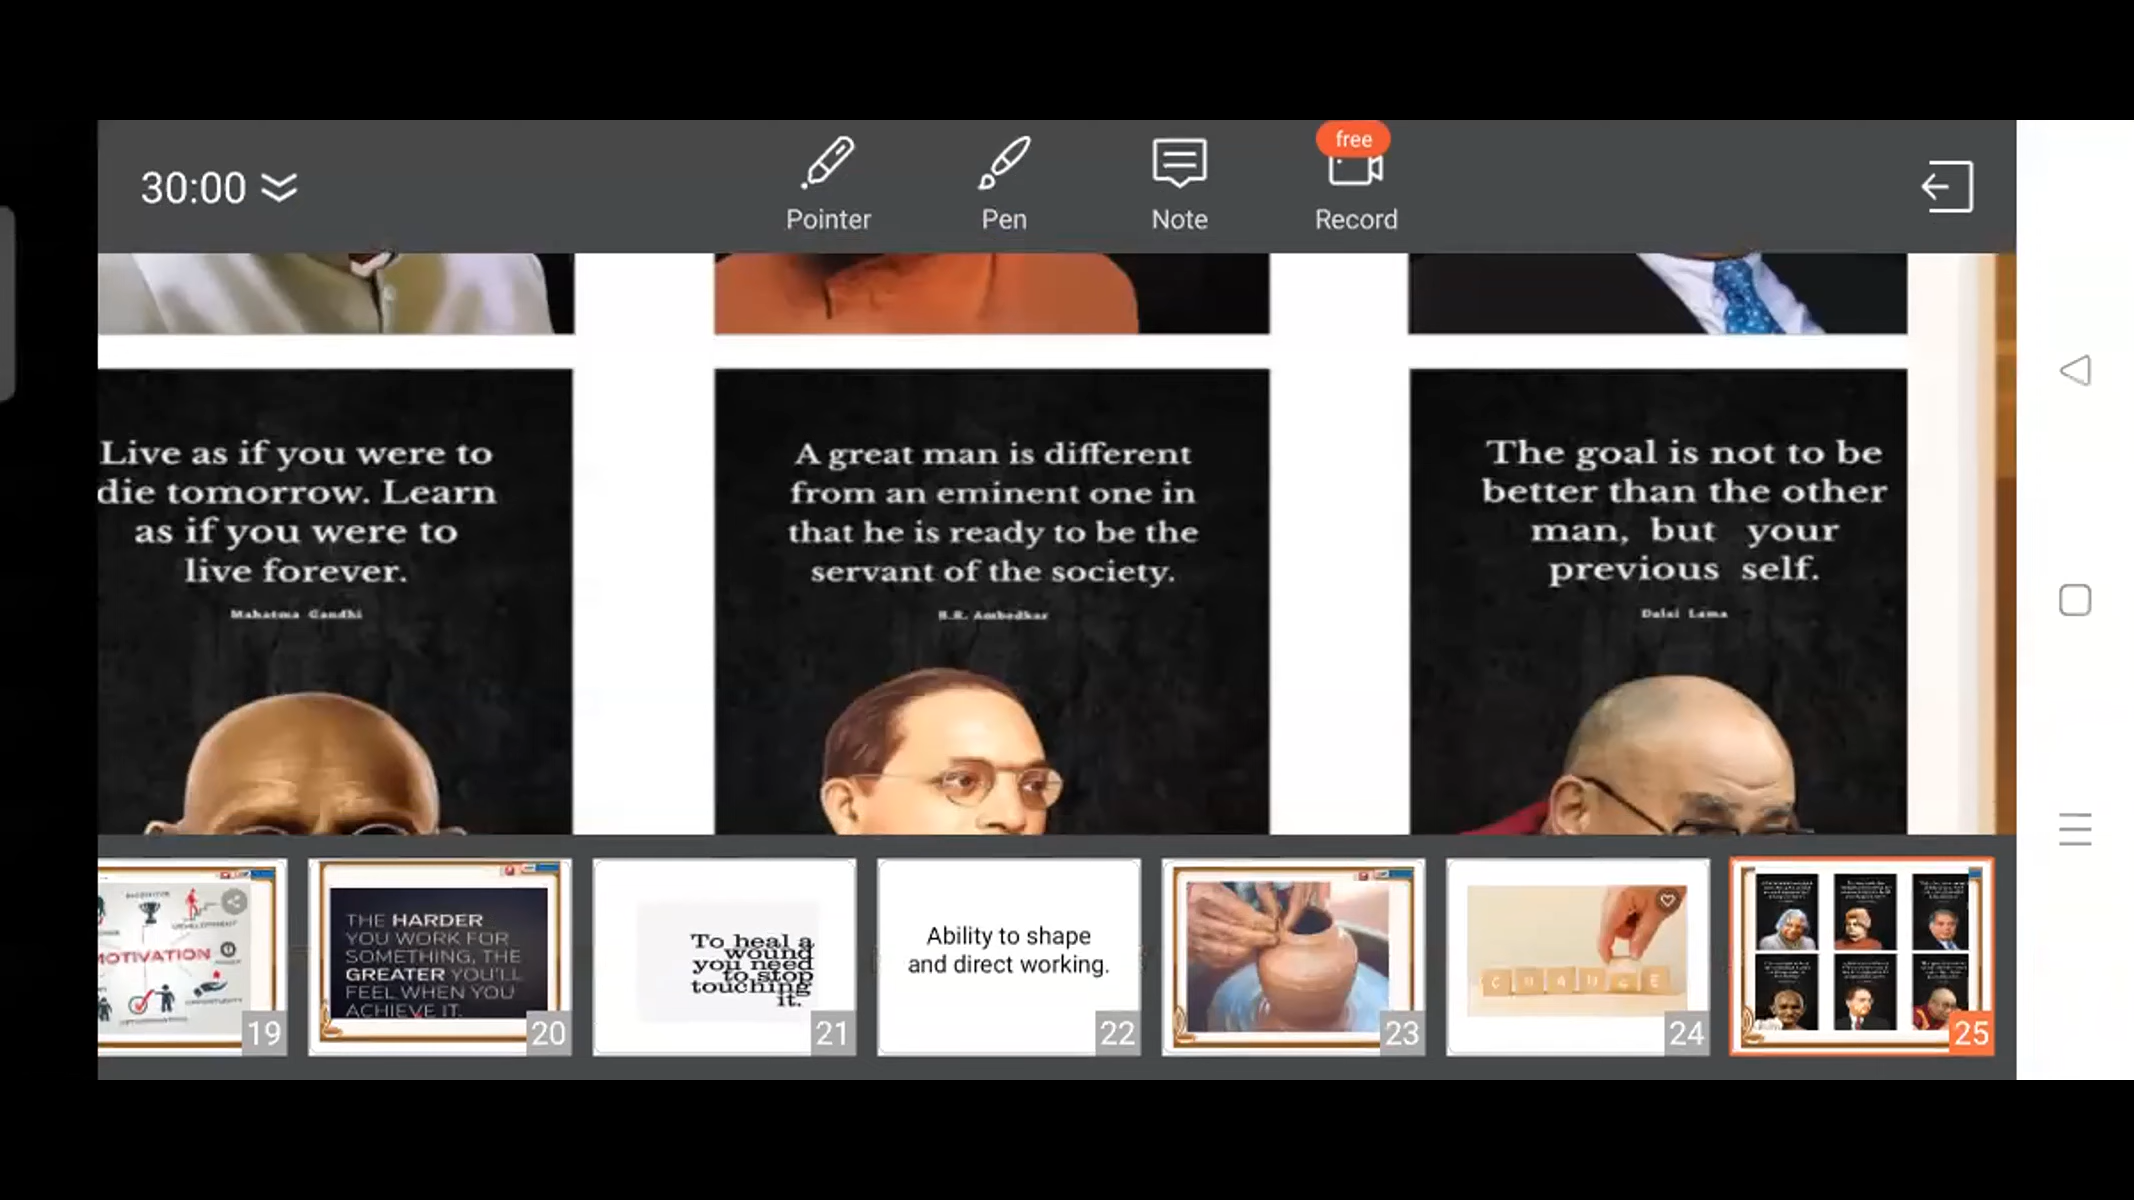 30:00
Pointer
Pen
Note
free
Record
Live as if you were to
die tomorrow. Learn
as if you were to
live forever.
Mahatma Gandhi
A great man is different
from an eminent one in
that he is ready to be the
servant of the society.
B.R. Ambedkar
The goal is not to be
better than the other
man, but your
previous self.
Dalai Lama
MOTIVATION
19
THE HARDER
YOU WORK FOR
SOMETHING, THE
GREATER YOU'LL
FEEL WHEN YOU
ACHIEVE IT.
20
To heal a
wound
you need
to stop
touching
it.
21
Ability to shape
and direct working.
22
23
24
25